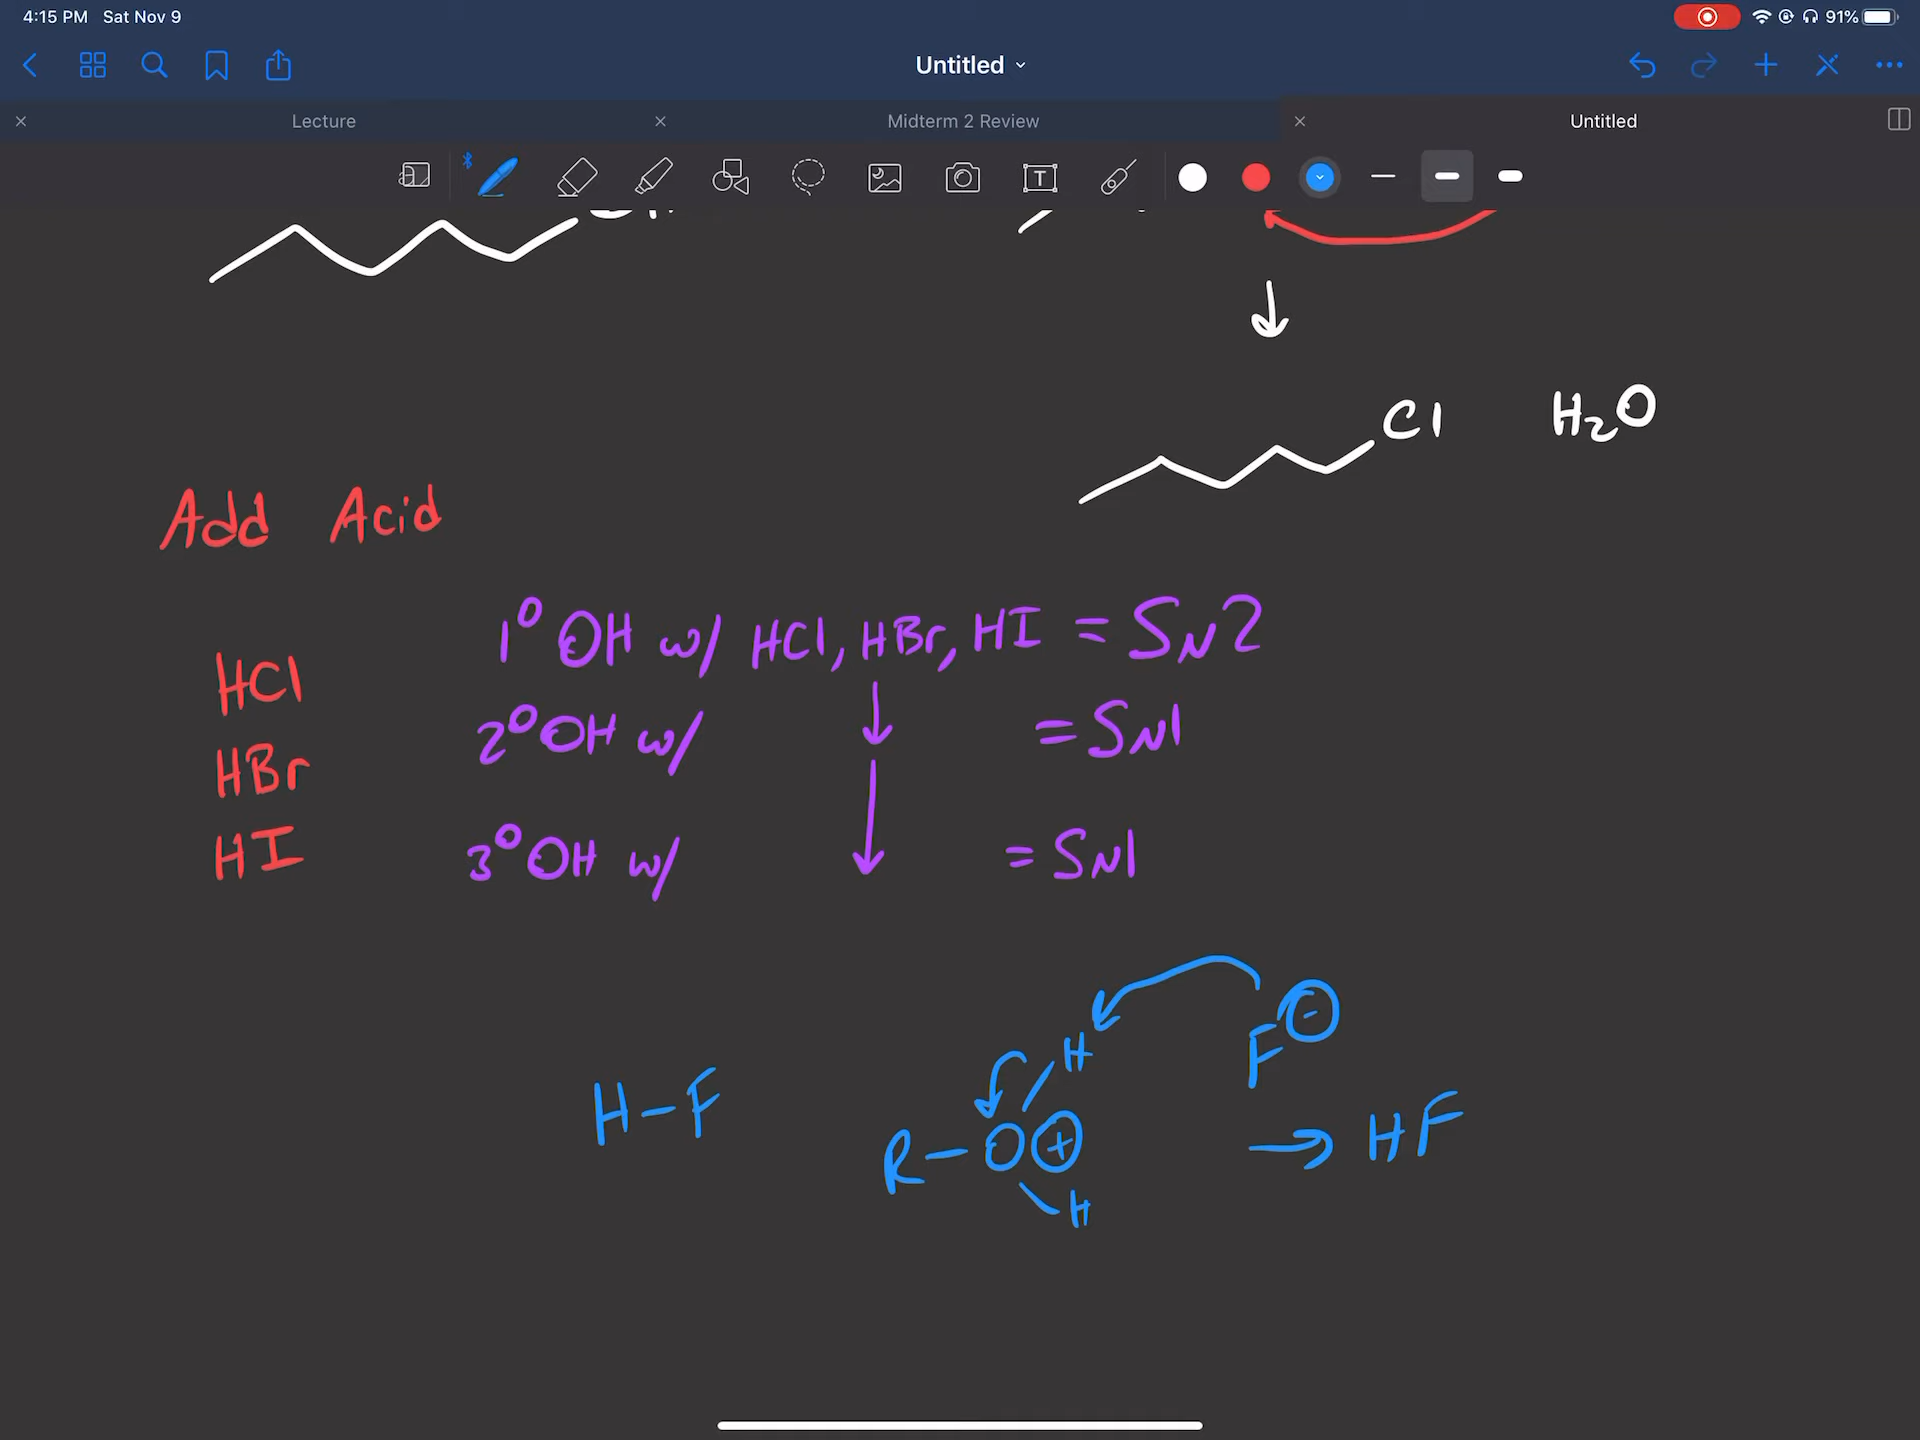 4:15 PM Sat Nov 9 91%
Untitled
Lecture Midterm 2 Review Untitled
T
Cl H2O
Add Acid
1° OH w/ HCl, HBr, HI = SN2
HCl
2° OH w/ = SN1
HBr
3° OH w/ = SN1
HI
F -
H
H-F
R-O + → HF
H